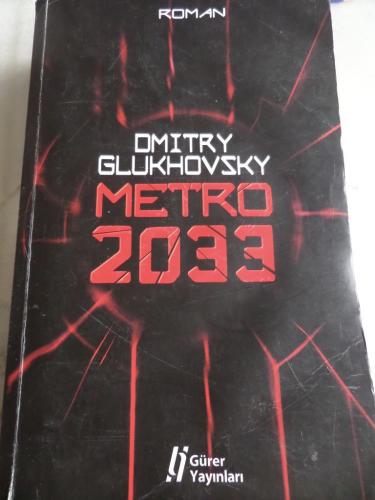 ROMAN
DMITRY
GLUKHOVSKY
METRO
2033
Gürer
Yayınları